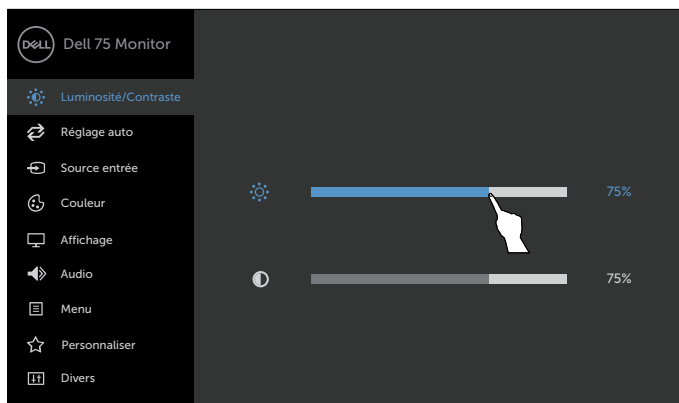 DELL Dell 75 Monitor
Luminosité/Contraste
Réglage auto
Source entrée
Couleur
Affichage
Audio
Menu
Personnaliser
Divers
75%
75%